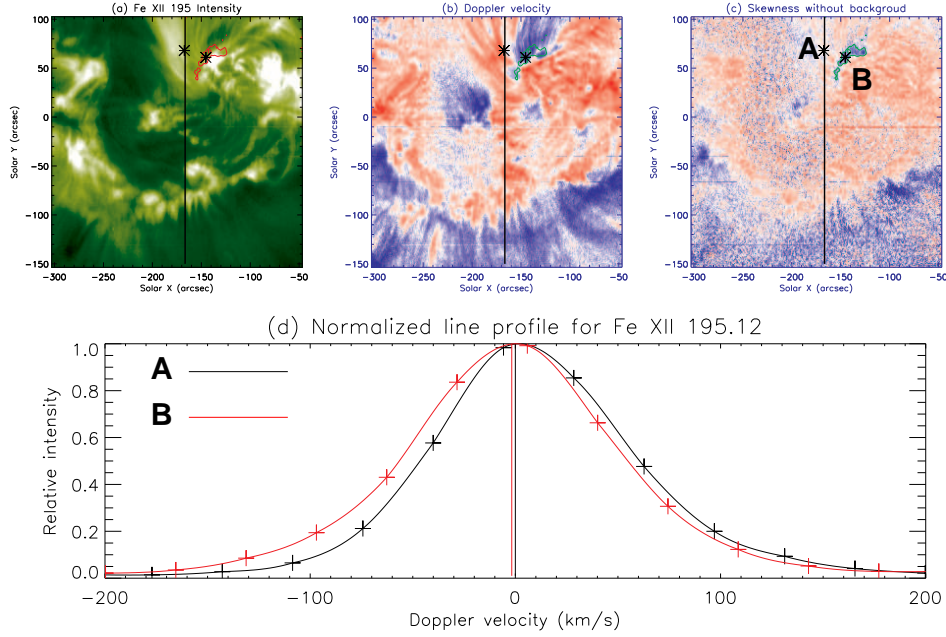 (a) Fe XII 195 Intensity
(b) Doppler velocity
(c) Skewness without backgroud
100
50
0
-50
-100
-150
Solar Y (arcsec)
-300
-250
-200
-150
-100
-50
Solar X (arcsec)
100
50
0
-50
-100
-150
Solar Y (arcsec)
-300
-250
-200
-150
-100
-50
Solar X (arcsec)
A
B
100
50
0
-50
-100
-150
Solar Y (arcsec)
-300
-250
-200
-150
-100
-50
Solar X (arcsec)
(d) Normalized line profile for Fe XII 195.12
A
B
1.0
0.8
0.6
0.4
0.2
0.0
Relative intensity
-200
-100
0
100
200
Doppler velocity (km/s)